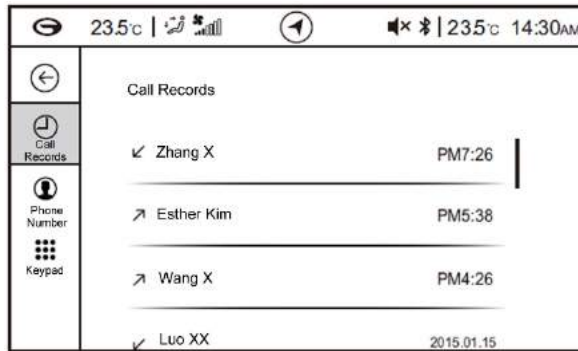 23.5°C 23.5°C 14:30AM
Call Records
Call
Records
Zhang X PM7:26
Phone
Number
Esther Kim PM5:38
Keypad
Wang X PM4:26
Luo XX 2015.01.15